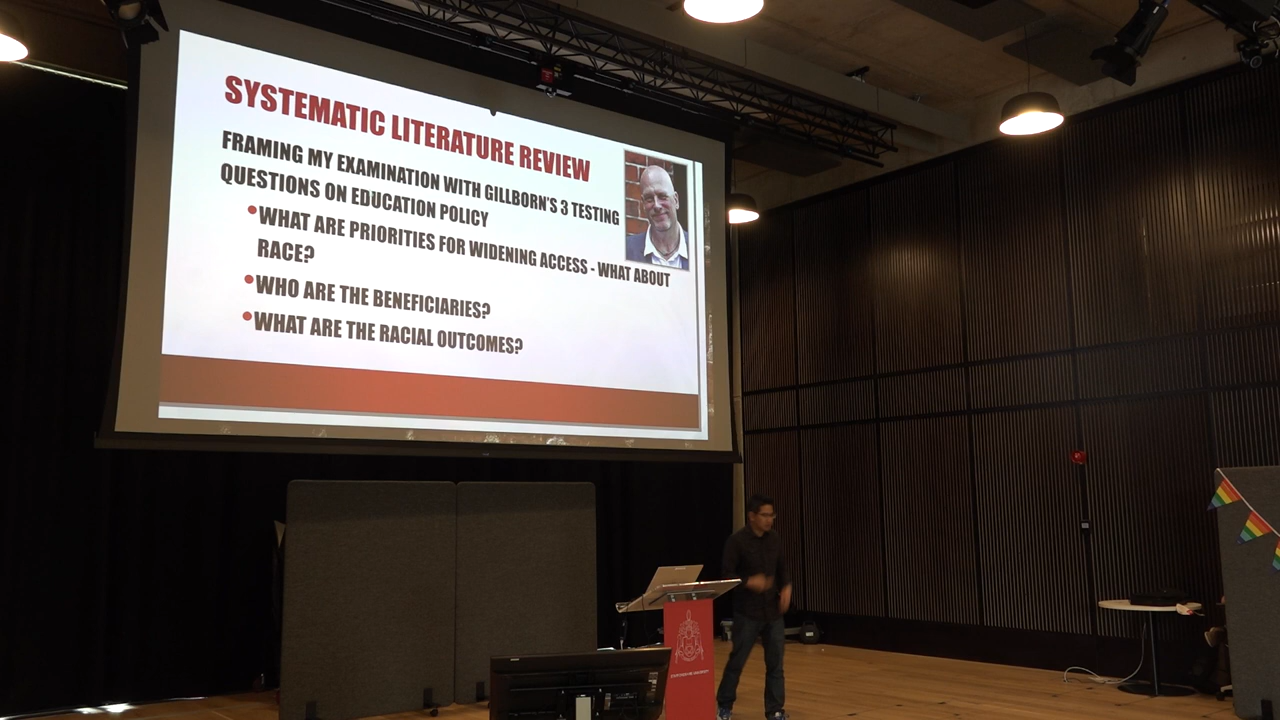 SYSTEMATIC LITERATURE REVIEW
FRAMING MY EXAMINATION WITH GILLBORN'S 3 TESTING
QUESTIONS ON EDUCATION POLICY
•WHAT ARE PRIORITIES FOR WIDENING ACCESS - WHAT ABOUT
RACE?
•WHO ARE THE BENEFICIARIES?
•WHAT ARE THE RACIAL OUTCOMES?